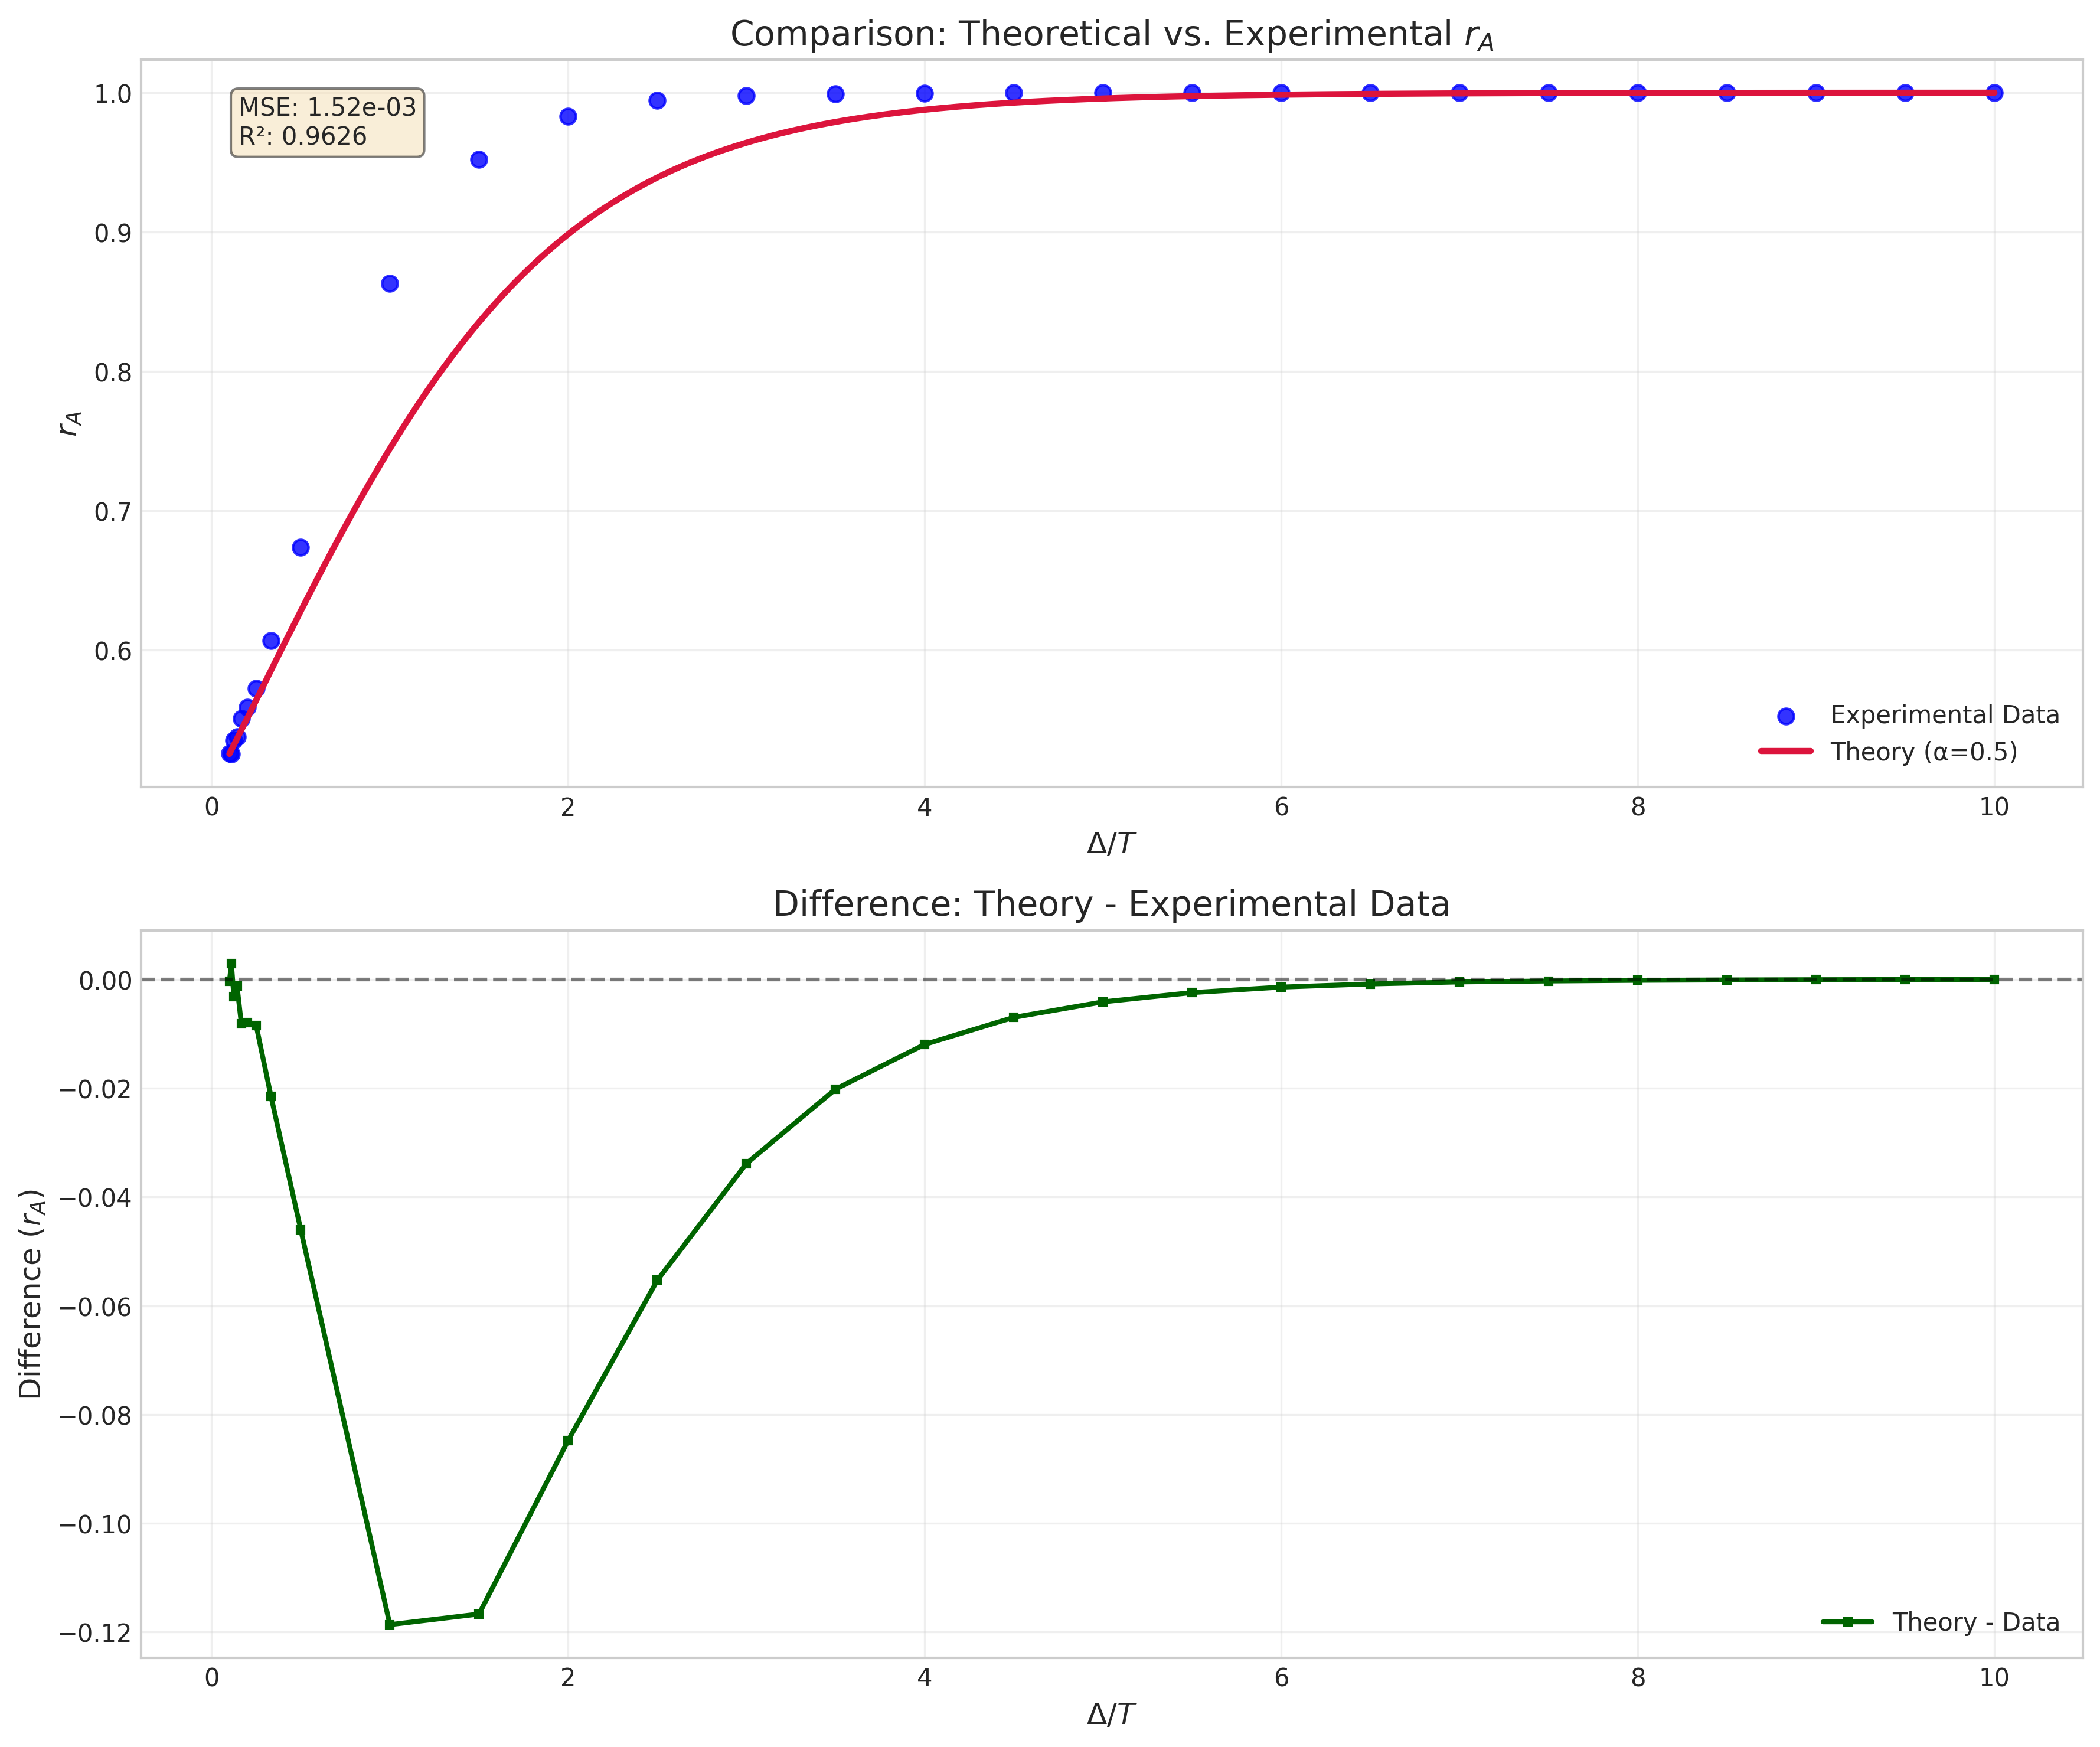 Comparison: Theoretical vs. Experimental r_A
MSE: 1.52e-03
R²: 0.9626
1.0
0.9
0.8
0.7
0.6
r_A
Experimental Data
Theory (α=0.5)
0 2 4 6 8 10
Δ/T
Difference: Theory - Experimental Data
0.00
−0.02
−0.04
−0.06
−0.08
−0.10
−0.12
Difference (r_A)
Theory - Data
0 2 4 6 8 10
Δ/T